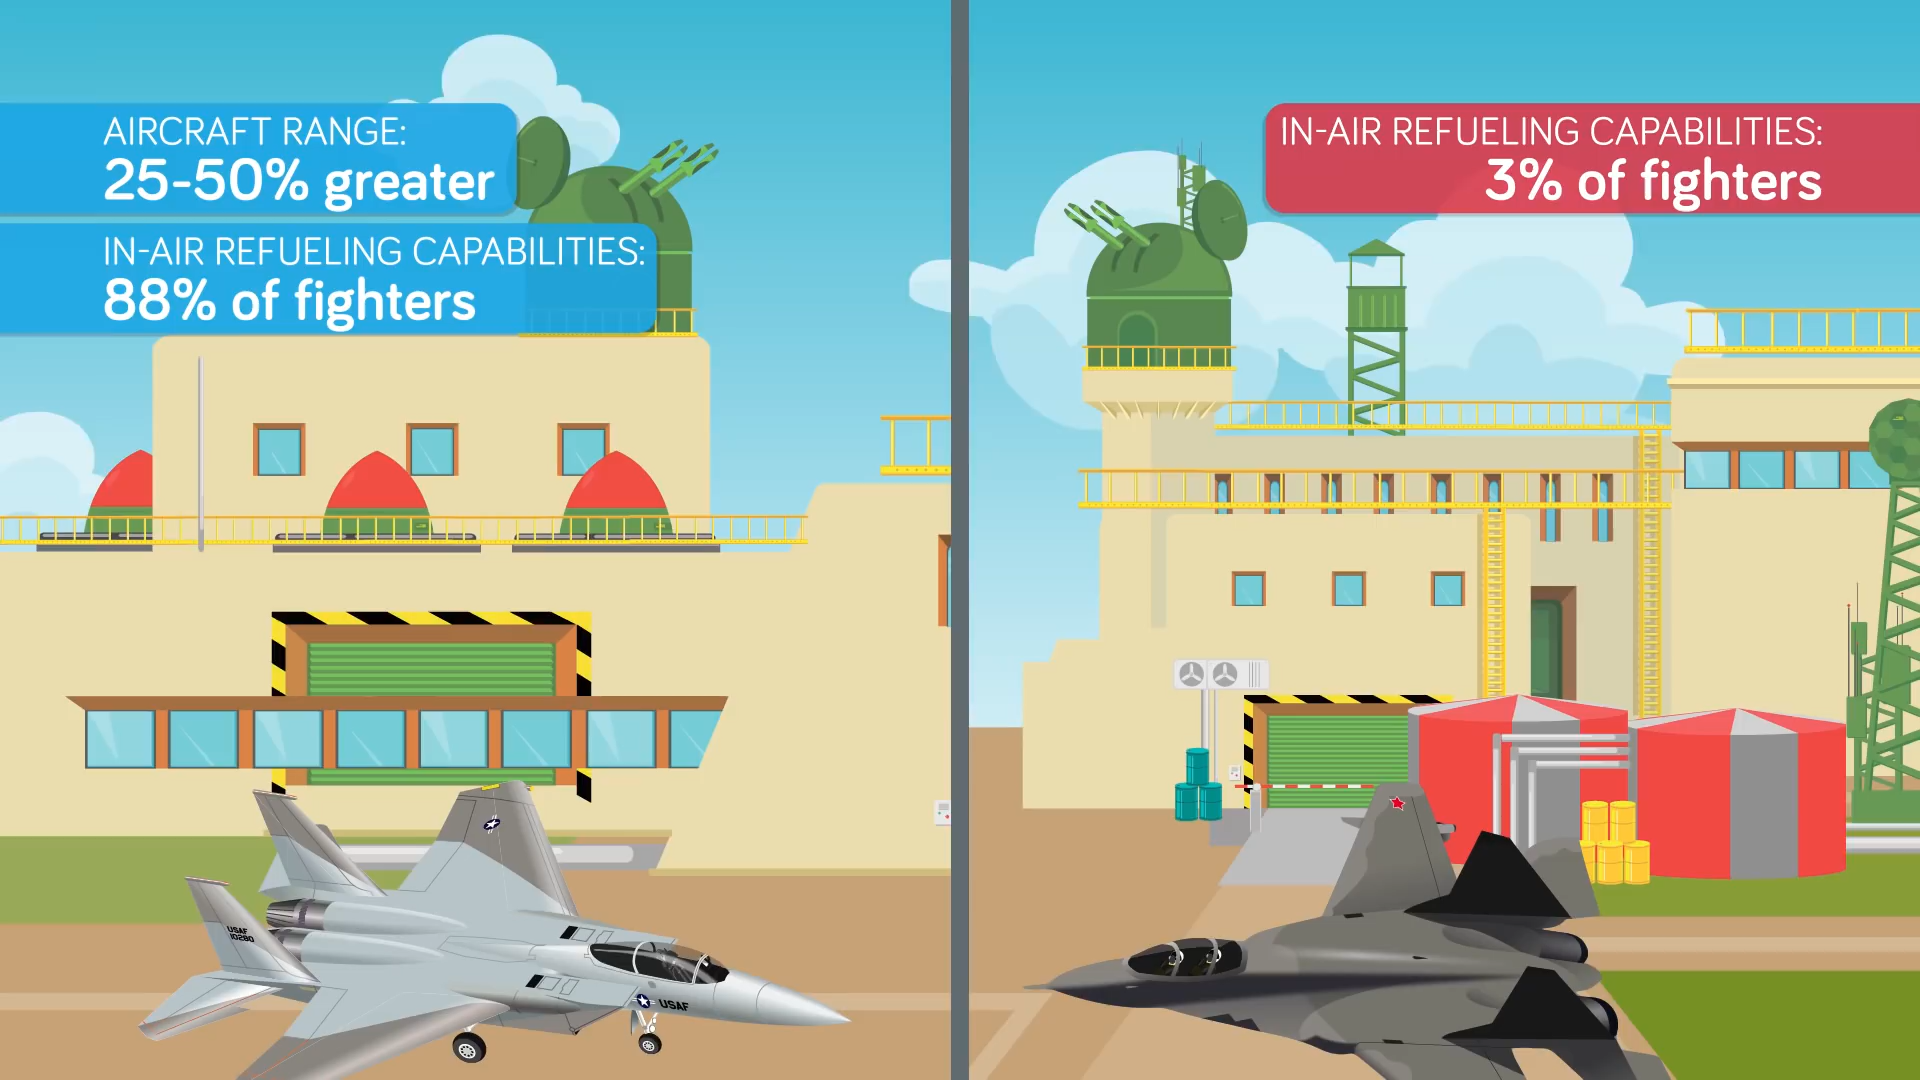 AIRCRAFT RANGE:
25-50% greater
IN-AIR REFUELING CAPABILITIES:
88% of fighters
IN-AIR REFUELING CAPABILITIES:
3% of fighters
USAF
10280
USAF